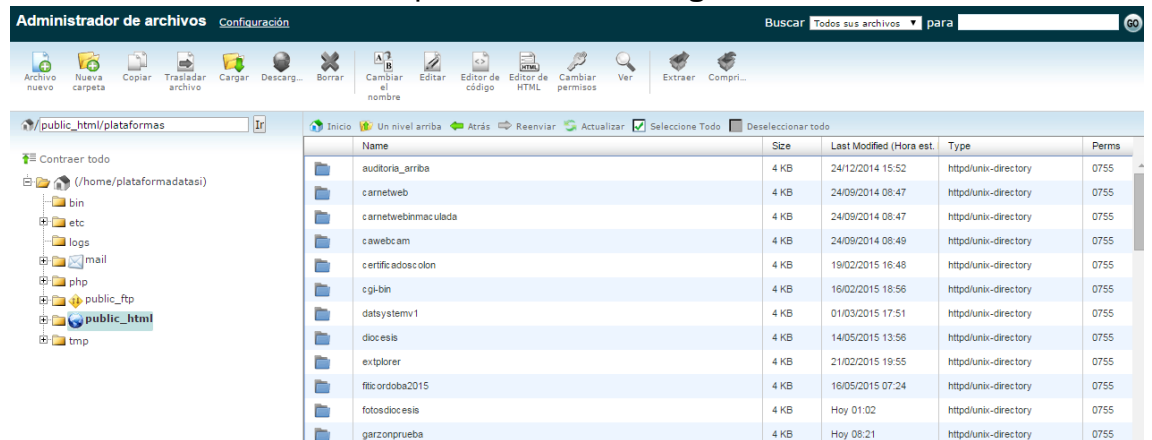 Administrador de archivos Configuración Buscar Todos sus archivos para GO
Archivo nuevo
Nueva carpeta
Copiar
Trasladar archivo
Cargar
Descarg...
Borrar
Cambiar el nombre
Editar
Editor de código
Editor de HTML
Cambiar permisos
Ver
Extraer
Compri...
/public_html/plataformas Ir
Contraer todo
(/home/plataformadatasi)
bin
etc
logs
mail
php
public_ftp
public_html
tmp
Inicio Un nivel arriba Atrás Reenviar Actualizar Seleccione Todo Deseleccionar todo
Name Size Last Modified (Hora est. Type Perms
auditoria_arriba 4 KB 24/12/2014 15:52 httpd/unix-directory 0755
carnetweb 4 KB 24/09/2014 08:47 httpd/unix-directory 0755
carnetwebinmaculada 4 KB 24/09/2014 08:47 httpd/unix-directory 0755
cawebcam 4 KB 24/09/2014 08:49 httpd/unix-directory 0755
certificadoscolon 4 KB 19/02/2015 16:48 httpd/unix-directory 0755
cgi-bin 4 KB 16/02/2015 18:56 httpd/unix-directory 0755
datsystemv1 4 KB 01/03/2015 17:51 httpd/unix-directory 0755
diocesis 4 KB 14/05/2015 13:56 httpd/unix-directory 0755
extplorer 4 KB 21/02/2015 19:55 httpd/unix-directory 0755
fiticordoba2015 4 KB 16/05/2015 07:24 httpd/unix-directory 0755
fotosdiocesis 4 KB Hoy 01:02 httpd/unix-directory 0755
garzonprueba 4 KB Hoy 08:21 httpd/unix-directory 0755